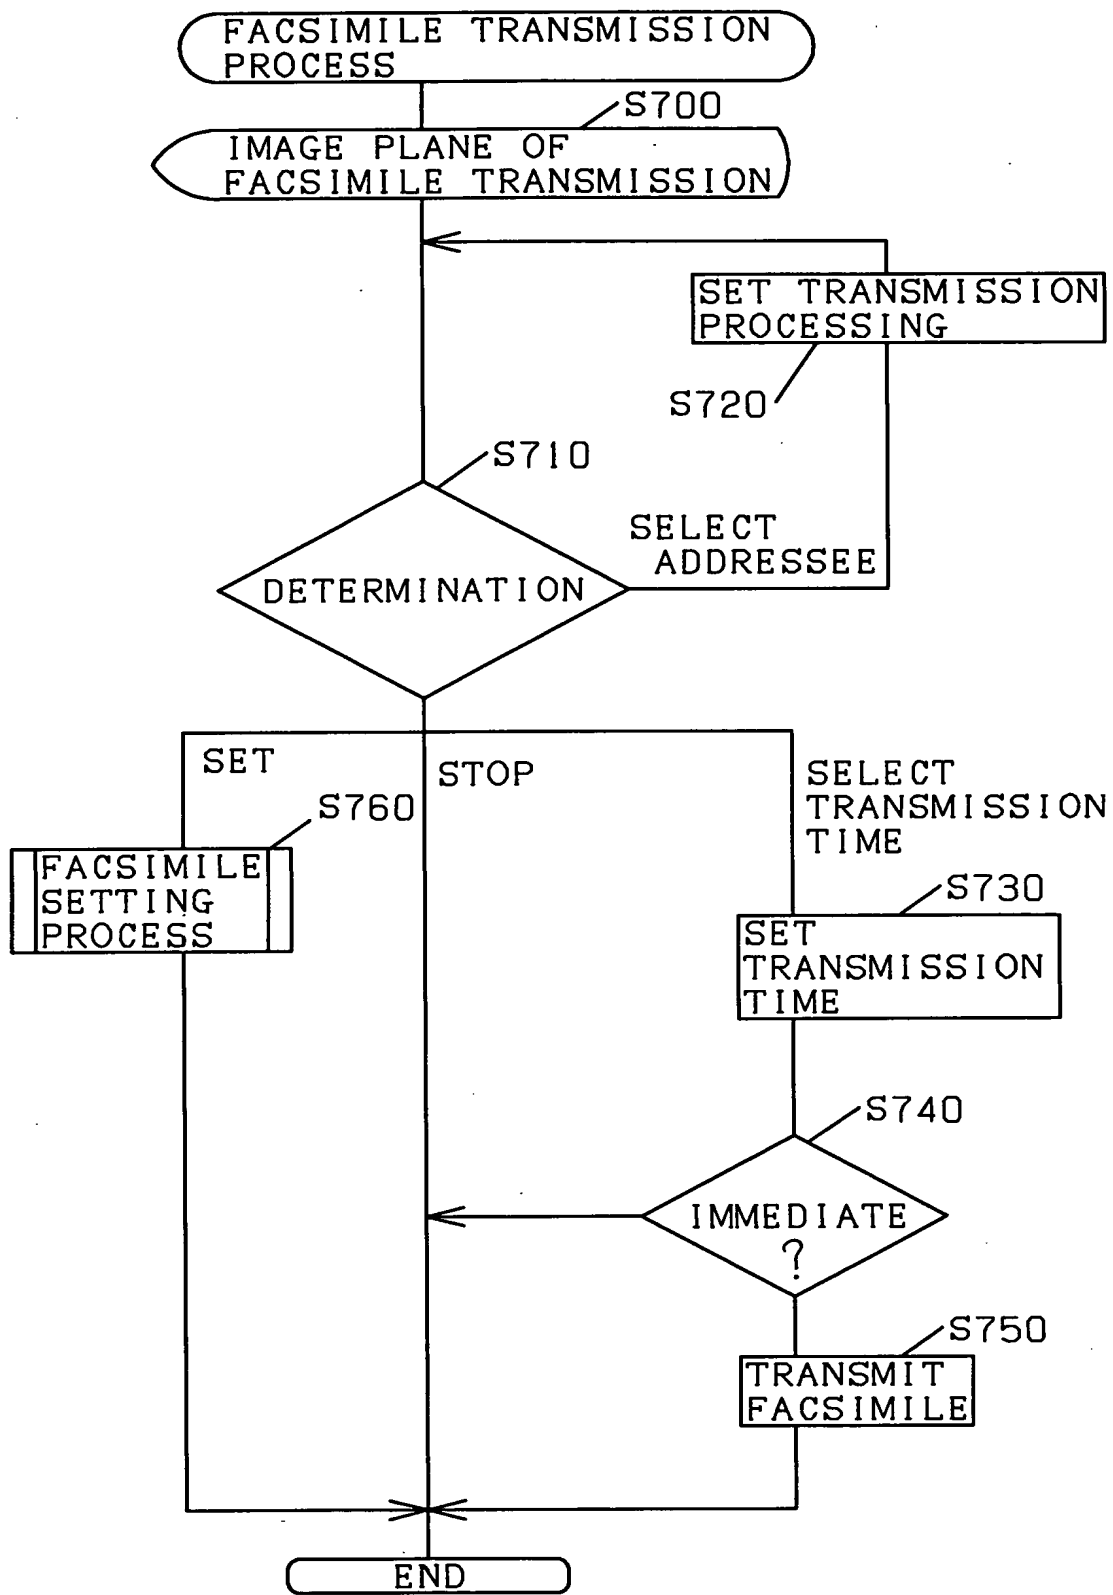 FACSIMILE TRANSMISSION
PROCESS
S700
IMAGE PLANE OF
FACSIMILE TRANSMISSION
SET TRANSMISSION
PROCESSING
S720
S710
SELECT
ADDRESSEE
DETERMINATION
SET
STOP
SELECT
TRANSMISSION
TIME
S760
FACSIMILE
SETTING
PROCESS
S730
SET
TRANSMISSION
TIME
S740
IMMEDIATE
?
S750
TRANSMIT
FACSIMILE
END